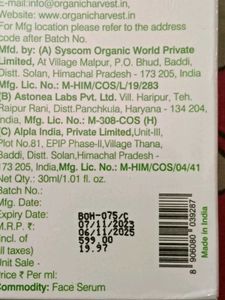 E-mail:info@organicharvest.in
www.organicharvest.in
For Mfg location please refer to the address
code after Batch No.
Mfd. by: (A) Syscom Organic World Private
Limited, At Village Malpur, P.O. Bhud, Baddi,
Distt. Solan, Himachal Pradesh - 173 205, India
Mfg. Lic. No.: M-HIM/COS/L/19/283
(B) Astonea Labs Pvt. Ltd. Vill. Haripur, Teh.
Raipur Rani, Distt.Panchkula, Haryana - 134 204,
India, Mfg. Lic. No.: M-308-COS (H)
(C) Alpla India, Private Limited,Unit-III,
Plot No.81, EPIP Phase-II,Village Thana,
Baddi, Distt.Solan,Himachal Pradesh -
173205, India,Mfg. Lic. No.: M-HIM/COS/04/41
Net Qty.: 30ml/1.01 fl. oz.
Batch No.: BOH-075/C
Mfg. Date: 07/11/2022
Expiry Date: 06/11/2025
M.R.P. ₹: 599.00
(Incl. of 19.97
all taxes)
Unit Sale -
Price ₹ Per ml:
Commodity: Face Serum
Made in India
8 906080 039287